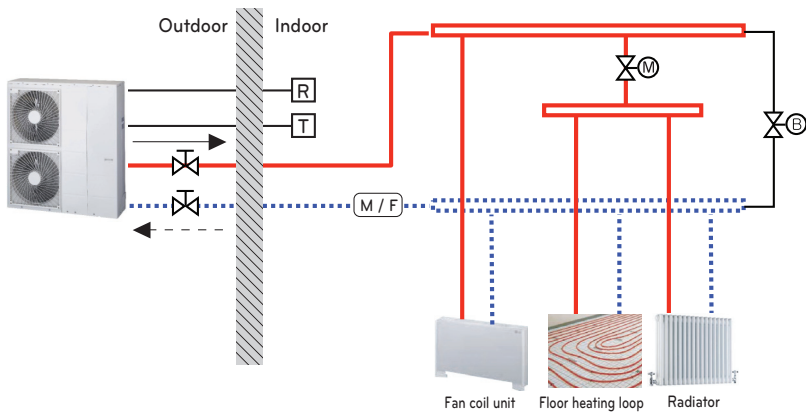 Outdoor
Indoor
R
T
M
B
M / F
Fan coil unit
Floor heating loop
Radiator